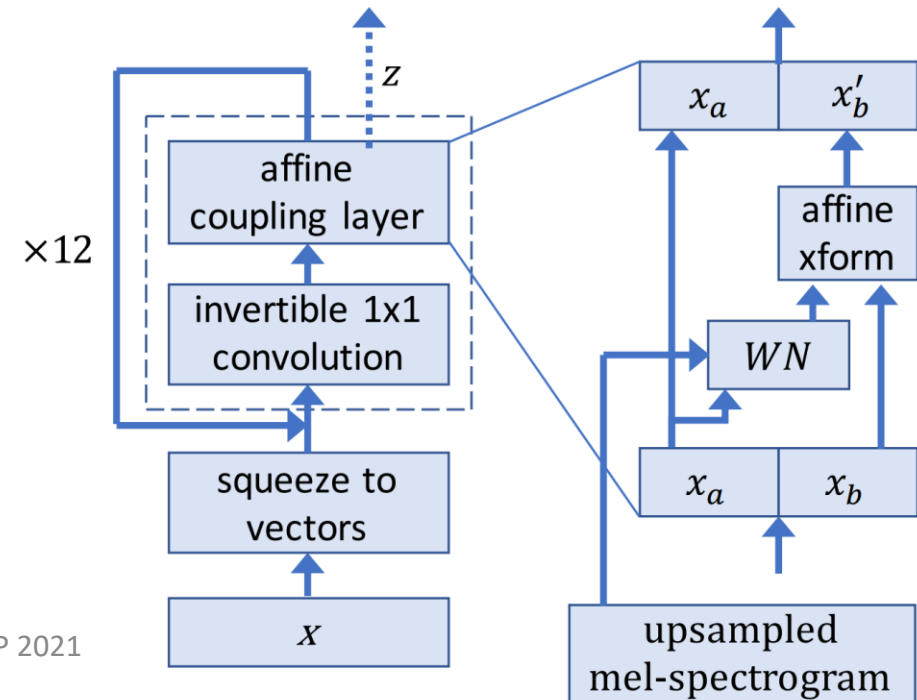 z
affine
coupling layer
×12
invertible 1x1
convolution
squeeze to
vectors
x
P 2021
x_a x_b′
affine
xform
WN
x_a x_b
upsampled
mel-spectrogram